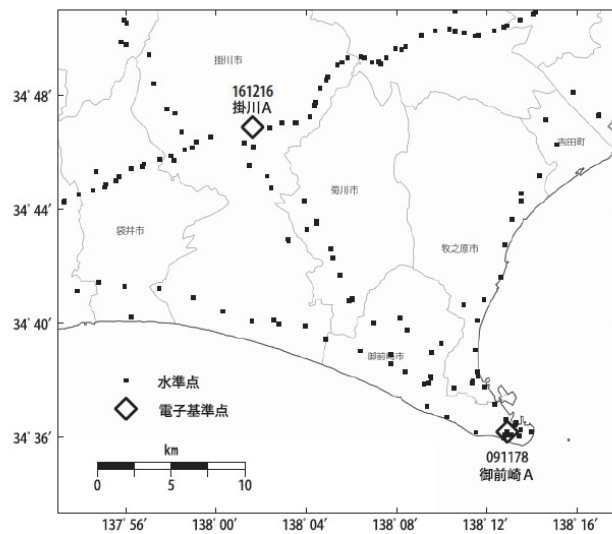 掛川市
34° 48′
161216
掛川A
吉田町
菊川市
34° 44′
袋井市
牧之原市
34° 40′
御前崎市
水準点
電子基準点
34° 36′
km
091178
御前崎A
0 5 10
137° 56′ 138° 00′ 138° 04′ 138° 08′ 138° 12′ 138° 16′